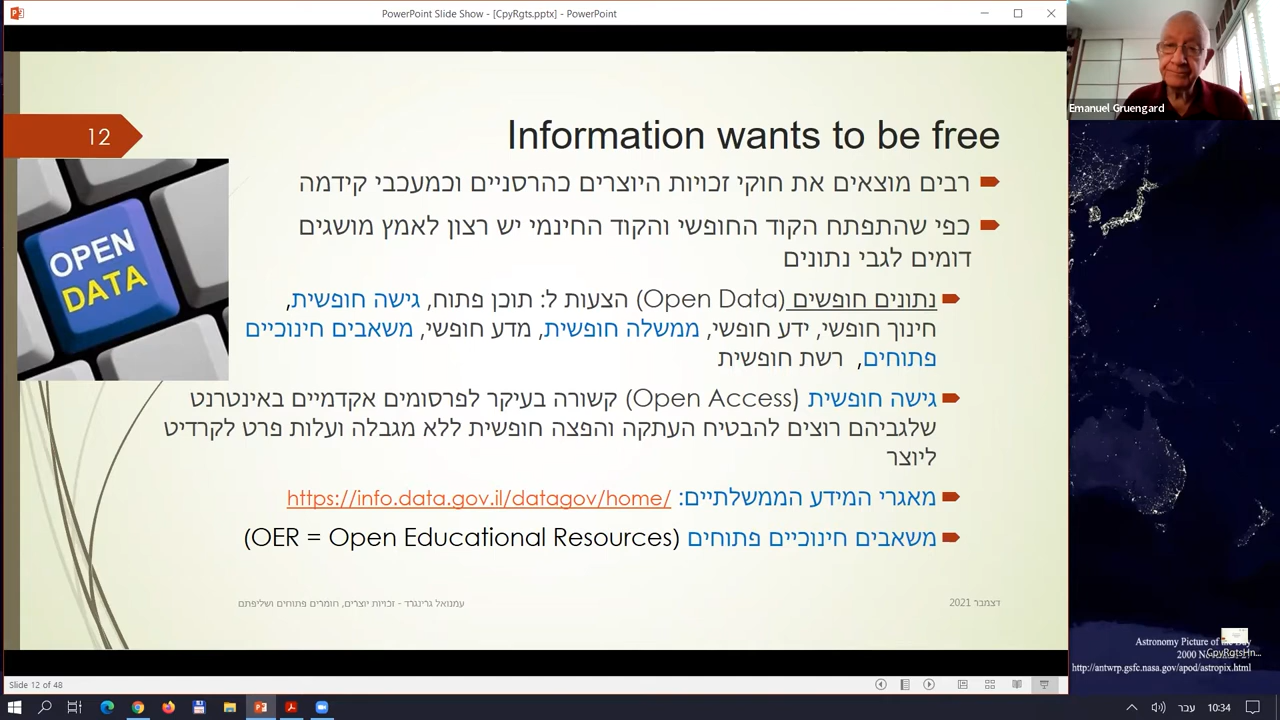 PowerPoint Slide Show - [CpyRgts.pptx] - PowerPoint
Emanuel Gruengard
12
Information wants to be free
רבים מוצאים את חוקי זכויות היוצרים כהרסניים וכמעכבי קידמה
כפי שהתפתח הקוד החופשי והקוד החינמי יש רצון לאמץ מושגים
דומים לגבי נתונים
OPEN
DATA
נתונים חופשים (Open Data) הצעות ל: תוכן פתוח, גישה חופשית,
חינוך חופשי, ידע חופשי, ממשלה חופשית, מדע חופשי, משאבים חינוכיים
פתוחים, רשת חופשית
גישה חופשית (Open Access) קשורה בעיקר לפרסומים אקדמיים באינטרנט
שלגביהם רוצים להבטיח העתקה והפצה חופשית ללא מגבלה ועלות פרט לקרדיט
ליוצר
מאגרי המידע הממשלתיים: https://info.data.gov.il/datagov/home/
משאבים חינוכיים פתוחים (OER = Open Educational Resources)
דצמבר 2021
עמנואל גרינגרד - זכויות יוצרים, חומרים פתוחים ושליפתם
Astronomy Picture of the Day
2000 N
CpyRgtsHn...
http://antwrp.gsfc.nasa.gov/apod/astropix.html
Slide 12 of 48
עבר
10:34